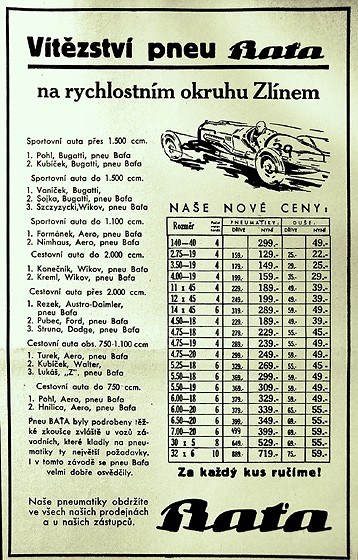 Vítězství pneu Bata
na rychlostním okruhu Zlínem
Sportovní auta přes 1.500 ccm.
1. Pohl, Bugatti, pneu Baťa
2. Kubíček, Bugatti, pneu Baťa
Sportovní auta do 1.500 ccm.
1. Vaníček, Bugatti,
2. Sojka, Bugatti, pneu Baťa
3. Szczyzycki, Wikov, pneu Baťa
Sportovní auta do 1.100 ccm.
1. Formánek, Aero, pneu Baťa
2. Nimhaus, Aero, pneu Baťa
Cestovní auta do 2.000 ccm.
1. Konečník, Wikov, pneu Baťa
2. Kreml, Wikov, pneu Baťa
Cestovní auta přes 2.000 ccm.
1. Rezek, Austro-Daimler,
pneu Baťa
2. Pubec, Ford, pneu Baťa
3. Struna, Dodge, pneu Baťa
Cestovní auta obs. 750-1.100 ccm
1. Turek, Aero, pneu Baťa
2. Kubíček, Walter,
3. Lukáš, „Z", pneu Baťa
Cestovní auta do 750 ccm.
1. Pohl, Aero, pneu Baťa
2. Hnilica, Aero, pneu Baťa
Pneu BATA byly podrobeny těž-
ké zkoušce zvláště u vozů zá-
vodních, které kladly na pneu-
matiky ty největší požadavky.
I v tomto závodě se pneu Baťa
velmi dobře osvědčily.
39
NAŠE NOVÉ CENY:
Rozměr PNEUMATIKY: DUŠE:
DŘÍVE NYNÍ DŘÍVE NYNÍ
140-40 4 299.- 49.-
2.75-19 4 159.- 129.- 25.- 22.-
3.50-19 4 179.- 149.- 29.- 25.-
4.00-19 4 199.- 159.- 29.-
11 x 45 4 229.- 189.- 39.-
12 x 45 4 249.- 199.- 49.- 39.-
14 x 45 6 319.- 289.- 59.- 49.-
4.50-18 4 229.- 189.- 49.- 39.-
4.75-18 4 279.- 229.- 55.- 45.-
4.75-19 4 289.- 239.- 55.- 45.-
4.75-20 4 299.- 249.- 55.- 45.-
5.25-18 6 329.- 269.- 55.- 45.-
5.50-18 6 369.- 299.- 59.- 49.-
5.50-19 6 369.- 309.- 59.- 49.-
6.00-18 6 379.- 329.- 65.- 49.-
6.00-20 6 379.- 339.- 65.- 55.-
6.50-20 6 399.- 349.- 69.- 55.-
7.00-20 6 499 399.- 69.- 55.-
30 x 5 8 649.- 529.- 69.- 55.-
32 x 6 10 889.- 719.- 75.- 59.-
Za každý kus ručíme!
Naše pneumatiky obdržíte
ve všech našich prodejnách
a u našich zástupců.
Bata